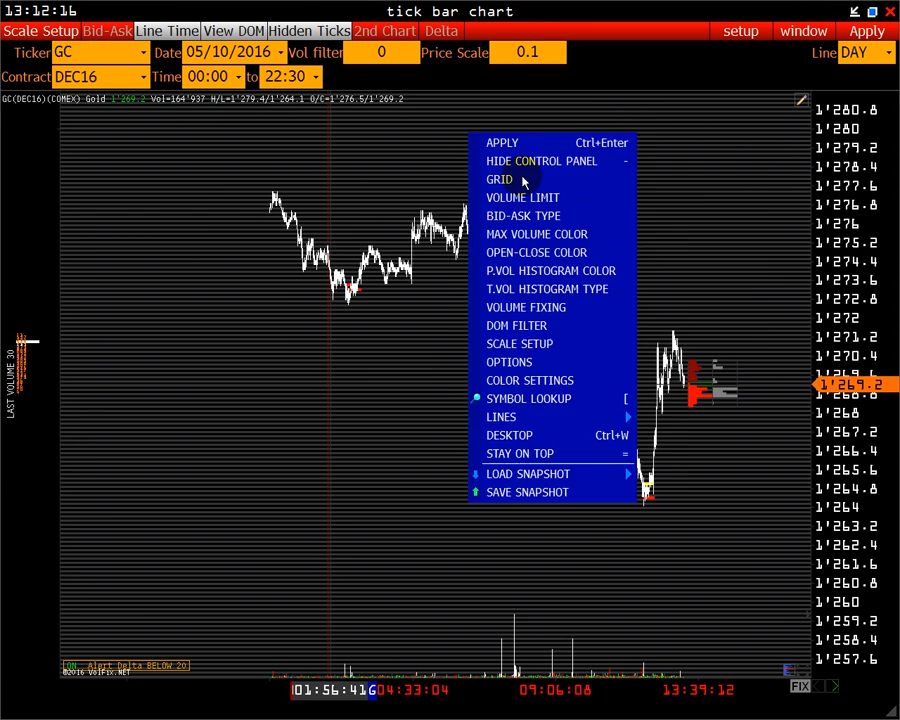 13:12:16
tick bar chart
Scale Setup Bid-Ask Line Time View DOM Hidden Ticks 2nd Chart Delta setup window Apply
Ticker GC Date 05/10/2016 Vol filter 0 Price Scale 0.1 Line DAY
Contract DEC16 Time 00:00 to 22:30
GC(DEC16)(COMEX) Gold 1'269.2 Vol=164'937 H/L=1'279.4/1'264.1 O/C=1'276.5/1'269.2
APPLY Ctrl+Enter
HIDE CONTROL PANEL -
GRID
VOLUME LIMIT
BID-ASK TYPE
MAX VOLUME COLOR
OPEN-CLOSE COLOR
P.VOL HISTOGRAM COLOR
T.VOL HISTOGRAM TYPE
VOLUME FIXING
DOM FILTER
SCALE SETUP
OPTIONS
COLOR SETTINGS
SYMBOL LOOKUP [
LINES
DESKTOP Ctrl+W
STAY ON TOP =
LOAD SNAPSHOT
SAVE SNAPSHOT
1'280.8
1'280
1'279.2
1'278.4
1'277.6
1'276.8
1'276
1'275.2
1'274.4
1'273.6
1'272.8
1'272
1'271.2
1'270.4
1'269.2
1'268
1'267.2
1'266.4
1'265.6
1'264.8
1'264
1'263.2
1'262.4
1'261.6
1'260.8
1'260
1'259.2
1'258.4
1'257.6
LAST VOLUME 30
ON Alert Delta BELOW 20
©2016 VolFix.NET
01:56:41 G 04:33:04 09:06:08 13:39:12
FIX